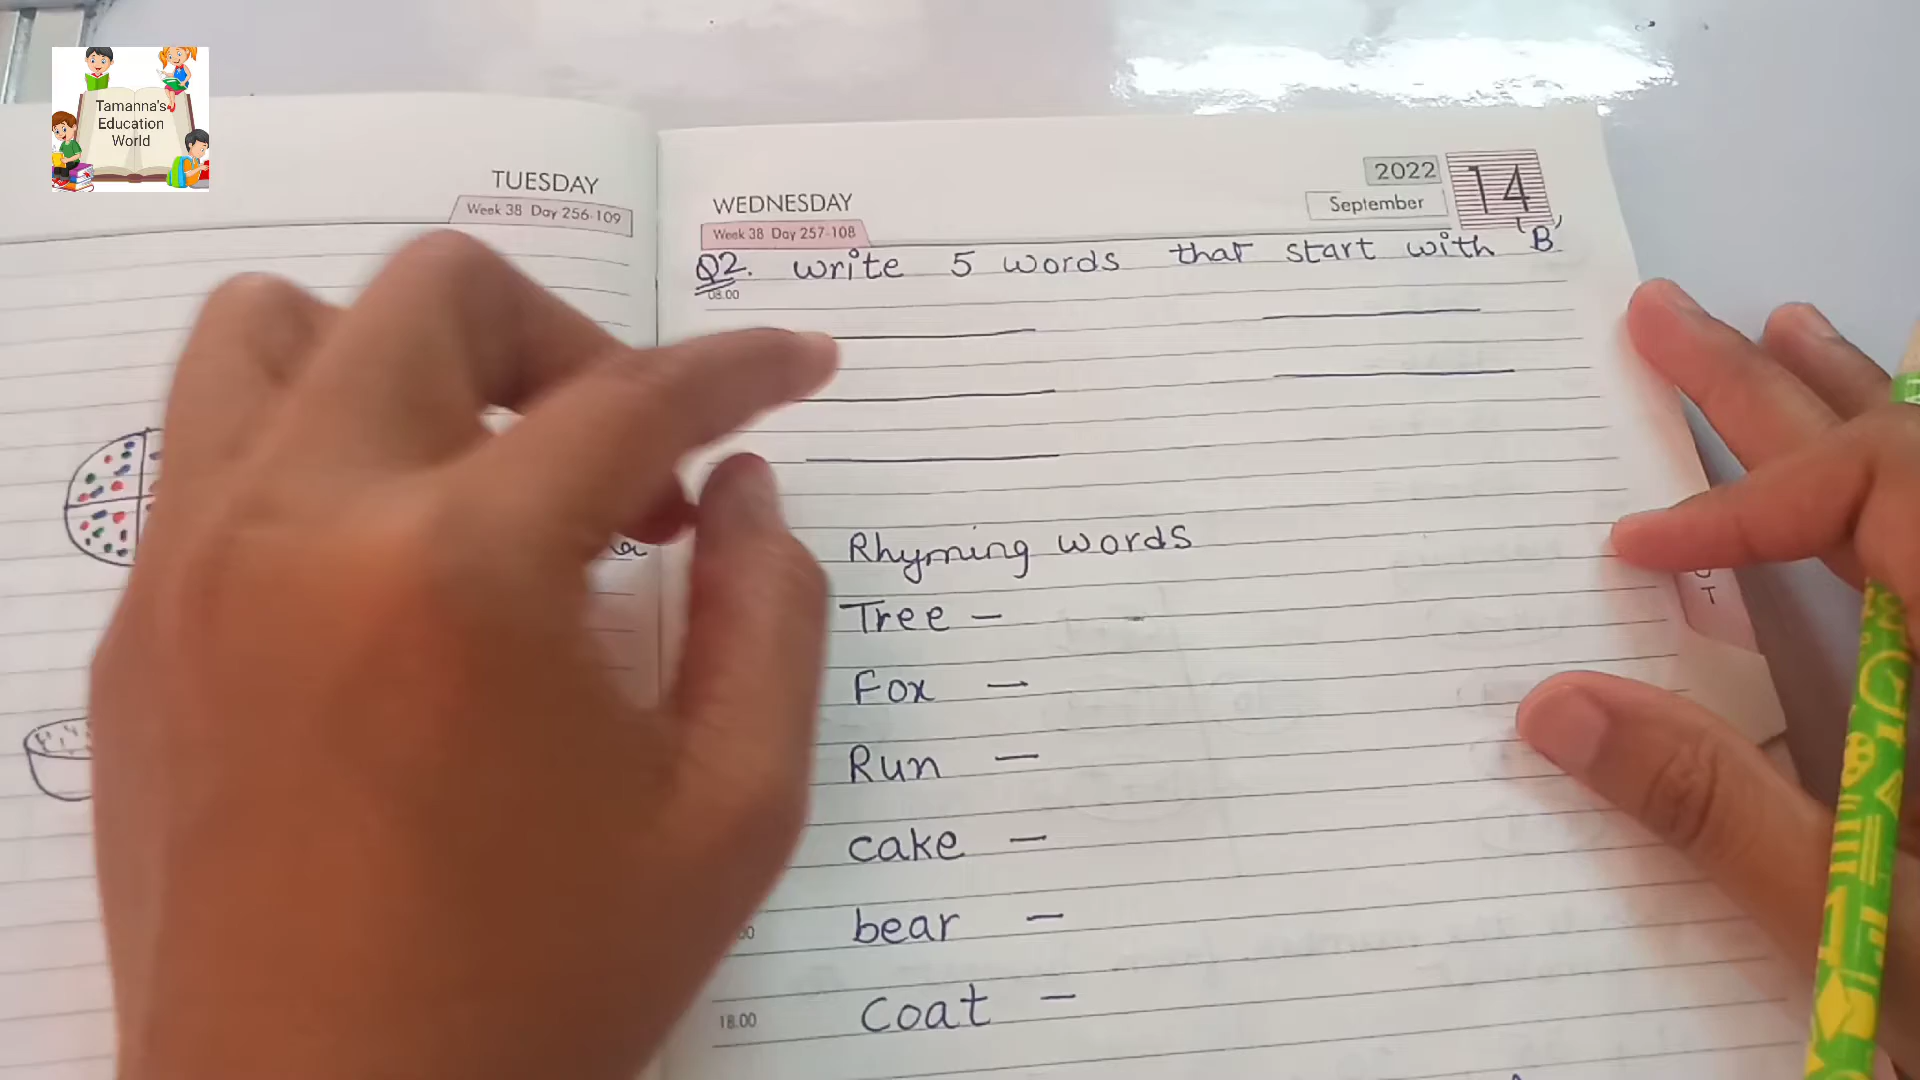 Tamanna's
Education
World
TUESDAY
Week 38 Day 256-109
WEDNESDAY
Week 38 Day 257-108
2022
September
14
Q2. write 5 words that start with 'B'
08.00
Rhyming words
Tree -
Fox -
Run -
cake -
bear -
coat -
18.00